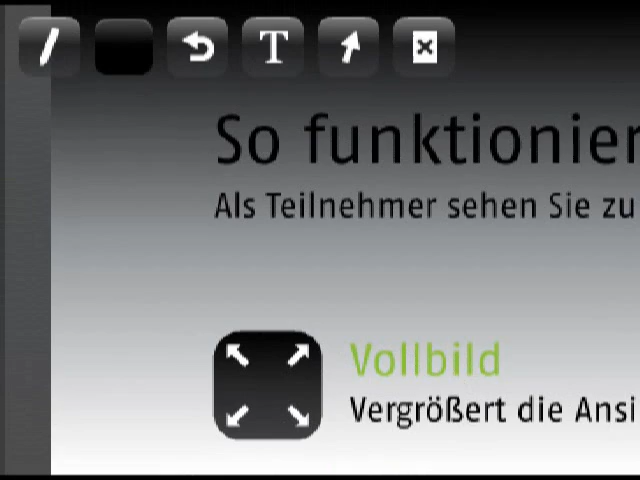 T
So funktionier
Als Teilnehmer sehen Sie zu
Vollbild
Vergrößert die Ansi